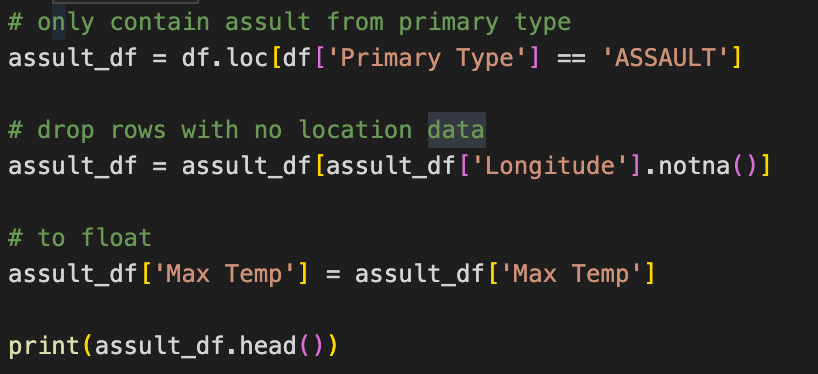 # only contain assult from primary type
assult_df = df.loc[df['Primary Type'] == 'ASSAULT']
# drop rows with no location data
assult_df = assult_df[assult_df['Longitude'].notna()]
# to float
assult_df['Max Temp'] = assult_df['Max Temp']
print(assult_df.head())